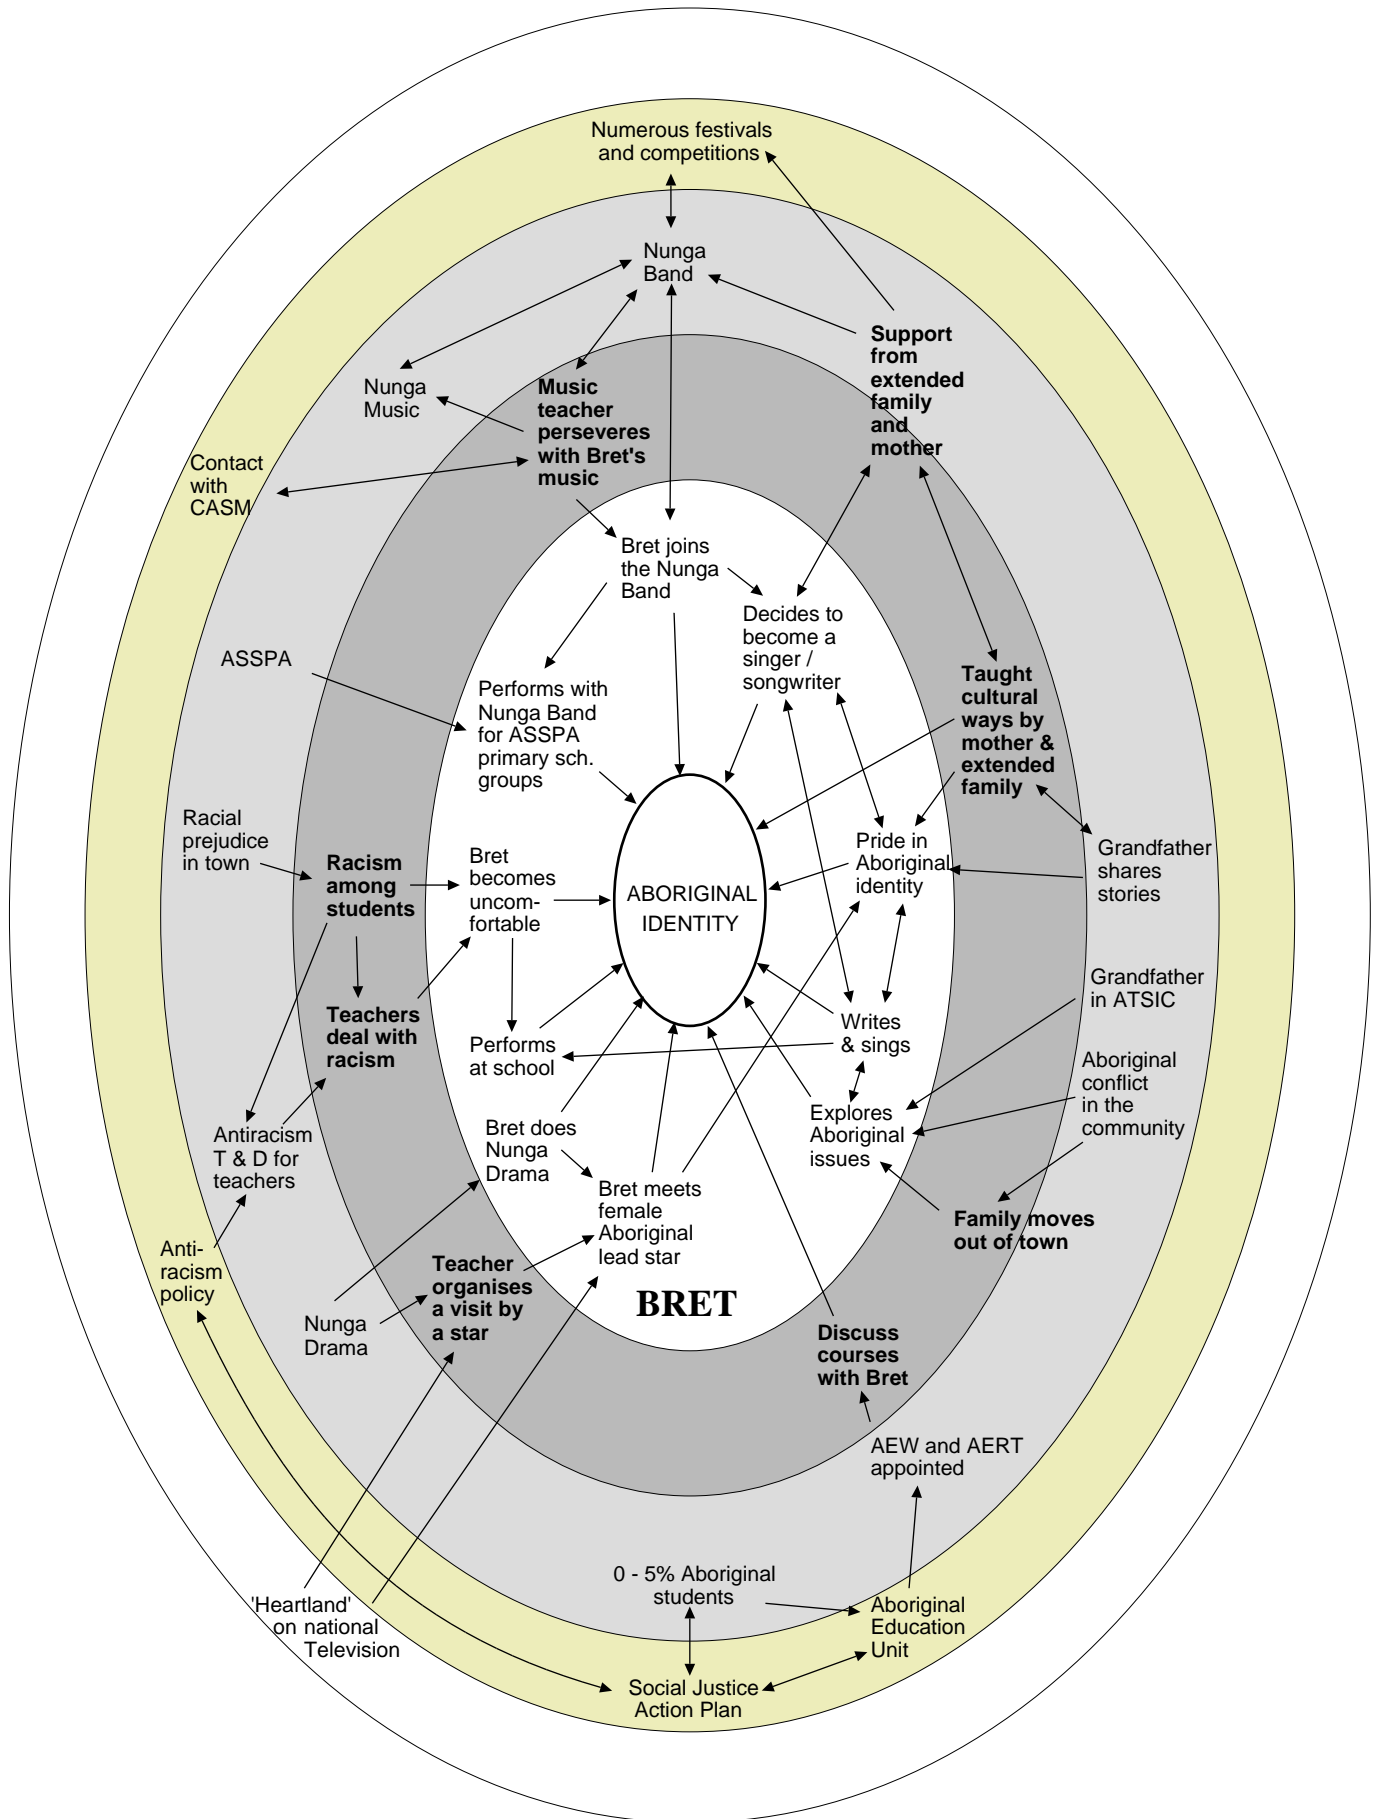 Numerous festivals
and competitions
Nunga
Band
Support
from
extended
family
and
mother
Nunga
Music
Music
teacher
perseveres
with Bret's
music
Contact
with
CASM
Bret joins
the Nunga
Band
Decides to
become a
singer /
songwriter
ASSPA
Performs with
Nunga Band
for ASSPA
primary sch.
groups
Taught
cultural
ways by
mother &
extended
family
Racial
prejudice
in town
Racism
among
students
Bret
becomes
uncom-
fortable
ABORIGINAL
IDENTITY
Pride in
Aboriginal
identity
Grandfather
shares
stories
Grandfather
in ATSIC
Teachers
deal with
racism
Performs
at school
Writes
& sings
Aboriginal
conflict
in the
community
Explores
Aboriginal
issues
Antiracism
T & D for
teachers
Bret does
Nunga
Drama
Bret meets
female
Aboriginal
lead star
Family moves
out of town
Anti-
racism
policy
Teacher
organises
a visit by
a star
BRET
Nunga
Drama
Discuss
courses
with Bret
AEW and AERT
appointed
0 - 5% Aboriginal
students
'Heartland'
on national
Television
Aboriginal
Education
Unit
Social Justice
Action Plan